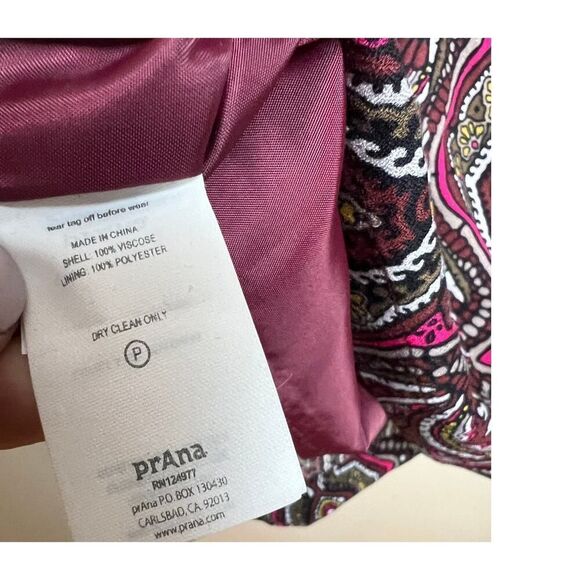 tear tag off before wear
MADE IN CHINA
SHELL 100% VISCOSE
LINING 100% POLYESTER
DRY CLEAN ONLY
P
prAna
RN124977
prAna P.O. BOX 130430
CARLSBAD, CA. 92013
www.prana.com